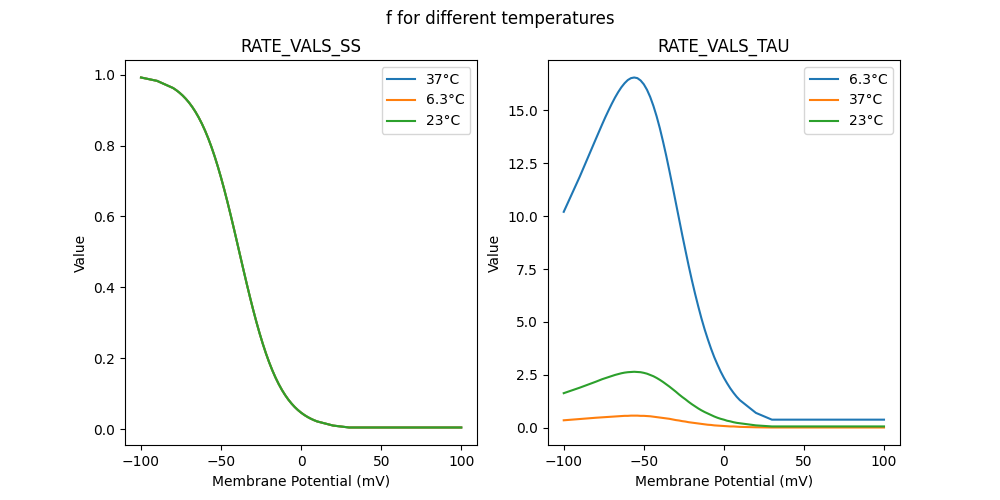 f for different temperatures
RATE_VALS_SS
1.0
0.8
0.6
0.4
0.2
0.0
Value
37°C
6.3°C
23°C
−100
−50
0
50
100
Membrane Potential (mV)
RATE_VALS_TAU
15.0
12.5
10.0
7.5
5.0
2.5
0.0
Value
6.3°C
37°C
23°C
−100
−50
0
50
100
Membrane Potential (mV)